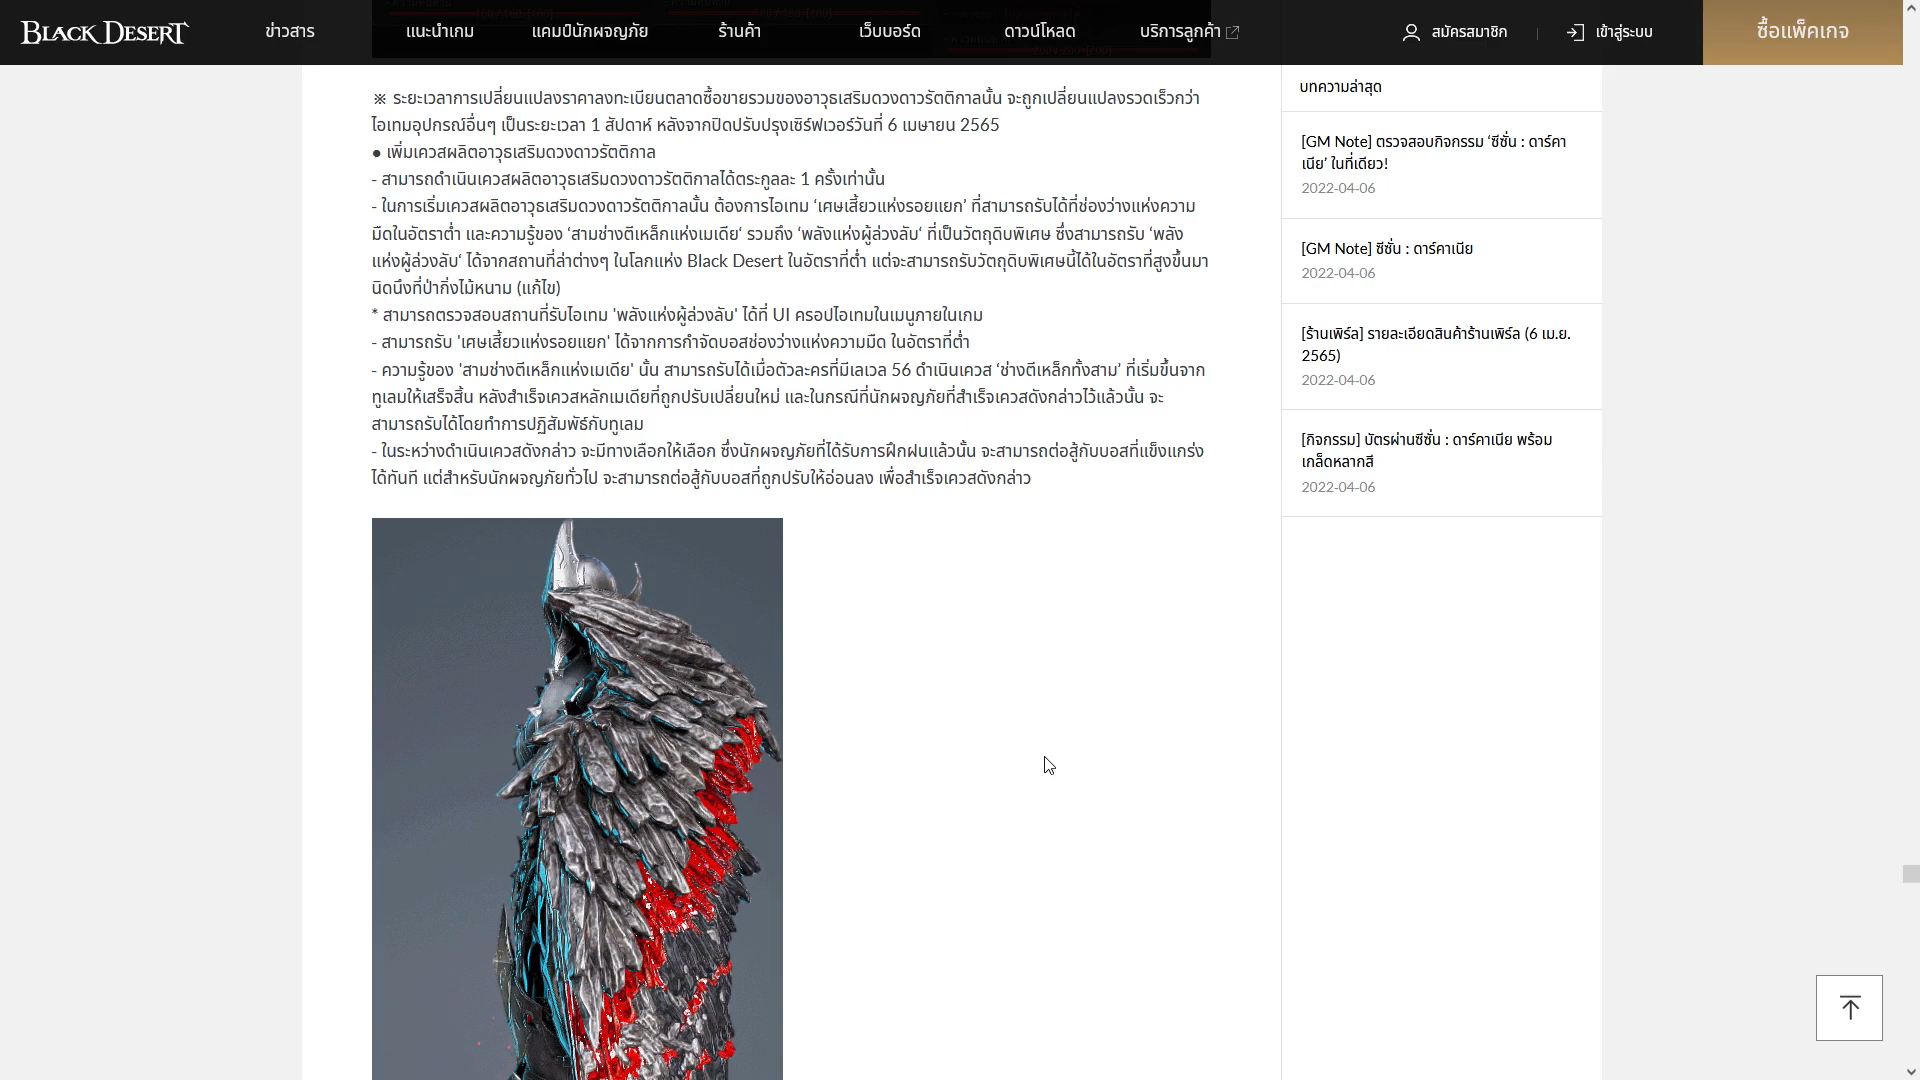 BLACK DESERT
ข่าวสาร
แนะนำเกม
แคมป์นักผจญภัย
ร้านค้า
เว็บบอร์ด
ดาวน์โหลด
บริการลูกค้า
สมัครสมาชิก
เข้าสู่ระบบ
ซื้อแพ็คเกจ
※ ระยะเวลาการเปลี่ยนแปลงราคาลงทะเบียนตลาดซื้อขายรวมของอาวุธเสริมดวงดาวรัตติกาลนั้น จะถูกเปลี่ยนแปลงรวดเร็วกว่า
ไอเทมอุปกรณ์อื่นๆ เป็นระยะเวลา 1 สัปดาห์ หลังจากปิดปรับปรุงเซิร์ฟเวอร์วันที่ 6 เมษายน 2565
● เพิ่มเควสผลิตอาวุธเสริมดวงดาวรัตติกาล
- สามารถดำเนินเควสผลิตอาวุธเสริมดวงดาวรัตติกาลได้ตระกูลละ 1 ครั้งเท่านั้น
- ในการเริ่มเควสผลิตอาวุธเสริมดวงดาวรัตติกาลนั้น ต้องการไอเทม ‘เศษเสี้ยวแห่งรอยแยก’ ที่สามารถรับได้ที่ช่องว่างแห่งความ
มืดในอัตราต่ำ และความรู้ของ ‘สามช่างตีเหล็กแห่งเมเดีย‘ รวมถึง ‘พลังแห่งผู้ล่วงลับ‘ ที่เป็นวัตถุดิบพิเศษ ซึ่งสามารถรับ ‘พลัง
แห่งผู้ล่วงลับ‘ ได้จากสถานที่ล่าต่างๆ ในโลกแห่ง Black Desert ในอัตราที่ต่ำ แต่จะสามารถรับวัตถุดิบพิเศษนี้ได้ในอัตราที่สูงขึ้นมา
นิดนึงที่ป่ากิ่งไม้หนาม (แก้ไข)
* สามารถตรวจสอบสถานที่รับไอเทม 'พลังแห่งผู้ล่วงลับ' ได้ที่ UI ครอปไอเทมในเมนูภายในเกม
- สามารถรับ 'เศษเสี้ยวแห่งรอยแยก' ได้จากการกำจัดบอสช่องว่างแห่งความมืด ในอัตราที่ต่ำ
- ความรู้ของ 'สามช่างตีเหล็กแห่งเมเดีย' นั้น สามารถรับได้เมื่อตัวละครที่มีเลเวล 56 ดำเนินเควส ‘ช่างตีเหล็กทั้งสาม’ ที่เริ่มขึ้นจาก
ทูเลมให้เสร็จสิ้น หลังสำเร็จเควสหลักเมเดียที่ถูกปรับเปลี่ยนใหม่ และในกรณีที่นักผจญภัยที่สำเร็จเควสดังกล่าวไว้แล้วนั้น จะ
สามารถรับได้โดยทำการปฏิสัมพัธ์กับทูเลม
- ในระหว่างดำเนินเควสดังกล่าว จะมีทางเลือกให้เลือก ซึ่งนักผจญภัยที่ได้รับการฝึกฝนแล้วนั้น จะสามารถต่อสู้กับบอสที่แข็งแกร่ง
ได้ทันที แต่สำหรับนักผจญภัยทั่วไป จะสามารถต่อสู้กับบอสที่ถูกปรับให้อ่อนลง เพื่อสำเร็จเควสดังกล่าว
บทความล่าสุด
[GM Note] ตรวจสอบกิจกรรม ‘ซีซั่น : ดาร์คา
เนีย’ ในที่เดียว!
2022-04-06
[GM Note] ซีซั่น : ดาร์คาเนีย
2022-04-06
[ร้านเพิร์ล] รายละเอียดสินค้าร้านเพิร์ล (6 เม.ย.
2565)
2022-04-06
[กิจกรรม] บัตรผ่านซีซั่น : ดาร์คาเนีย พร้อม
เกล็ดหลากสี
2022-04-06